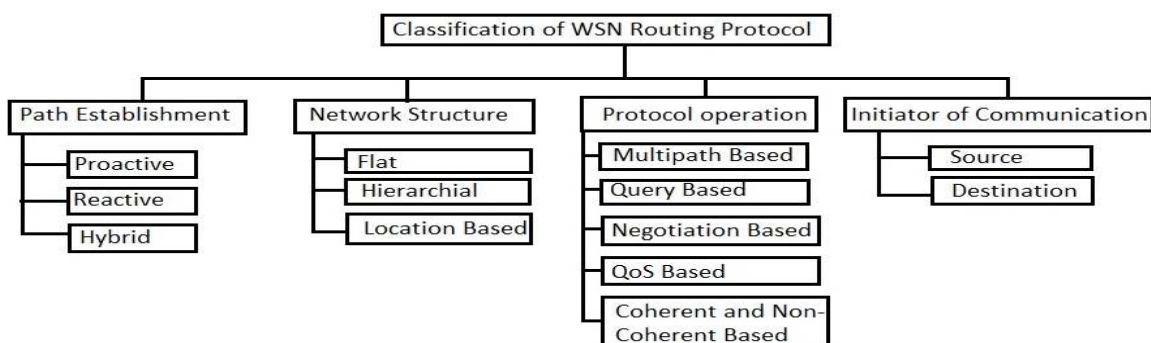 Classification of WSN Routing Protocol
Path Establishment
Proactive
Reactive
Hybrid
Network Structure
Flat
Hierarchial
Location Based
Protocol operation
Multipath Based
Query Based
Negotiation Based
QoS Based
Coherent and Non-
Coherent Based
Initiator of Communication
Source
Destination